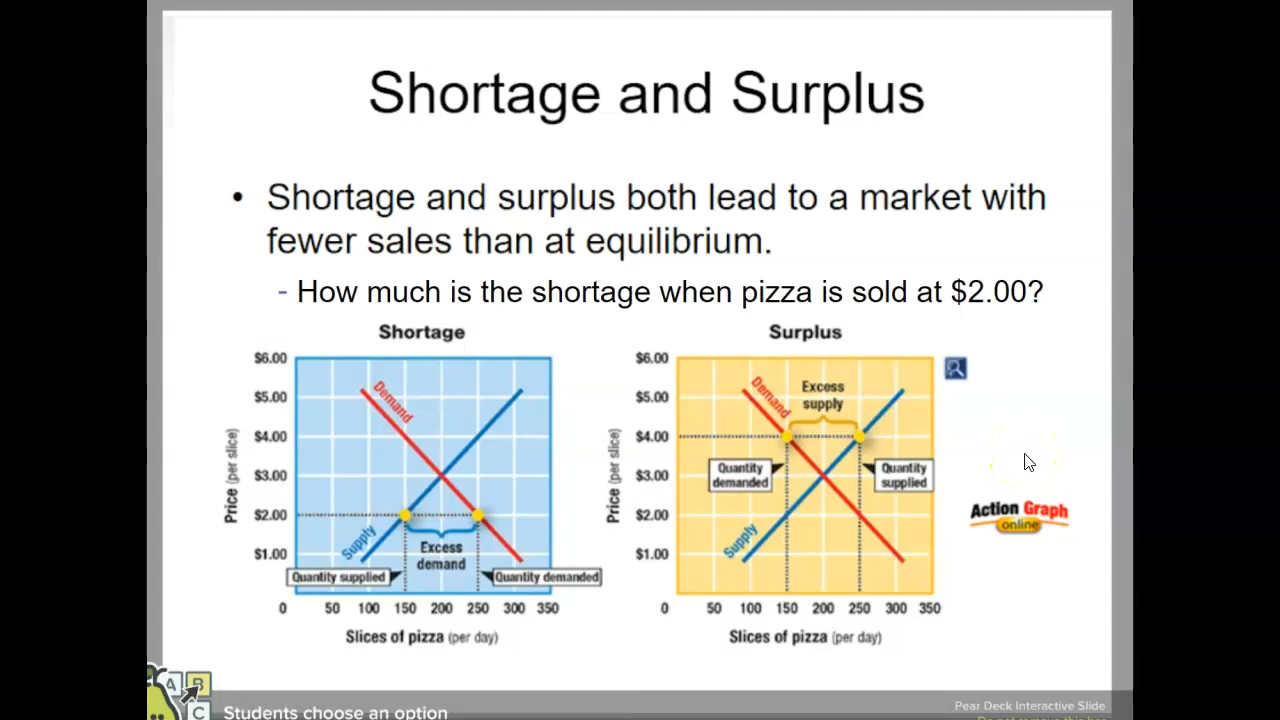 Shortage and Surplus
• Shortage and surplus both lead to a market with
fewer sales than at equilibrium.
- How much is the shortage when pizza is sold at $2.00?
Shortage
$6.00
$5.00
$4.00
$3.00
$2.00
$1.00
0 50 100 150 200 250 300 350
Price (per slice)
Slices of pizza (per day)
Demand
Supply
Excess
demand
Quantity supplied
Quantity demanded
Surplus
$6.00
$5.00
$4.00
$3.00
$2.00
$1.00
0 50 100 150 200 250 300 350
Price (per slice)
Slices of pizza (per day)
Demand
Supply
Excess
supply
Quantity
demanded
Quantity
supplied
Action Graph
online
A B
C
Students choose an option
Pear Deck Interactive Slide
Do not remove this bar